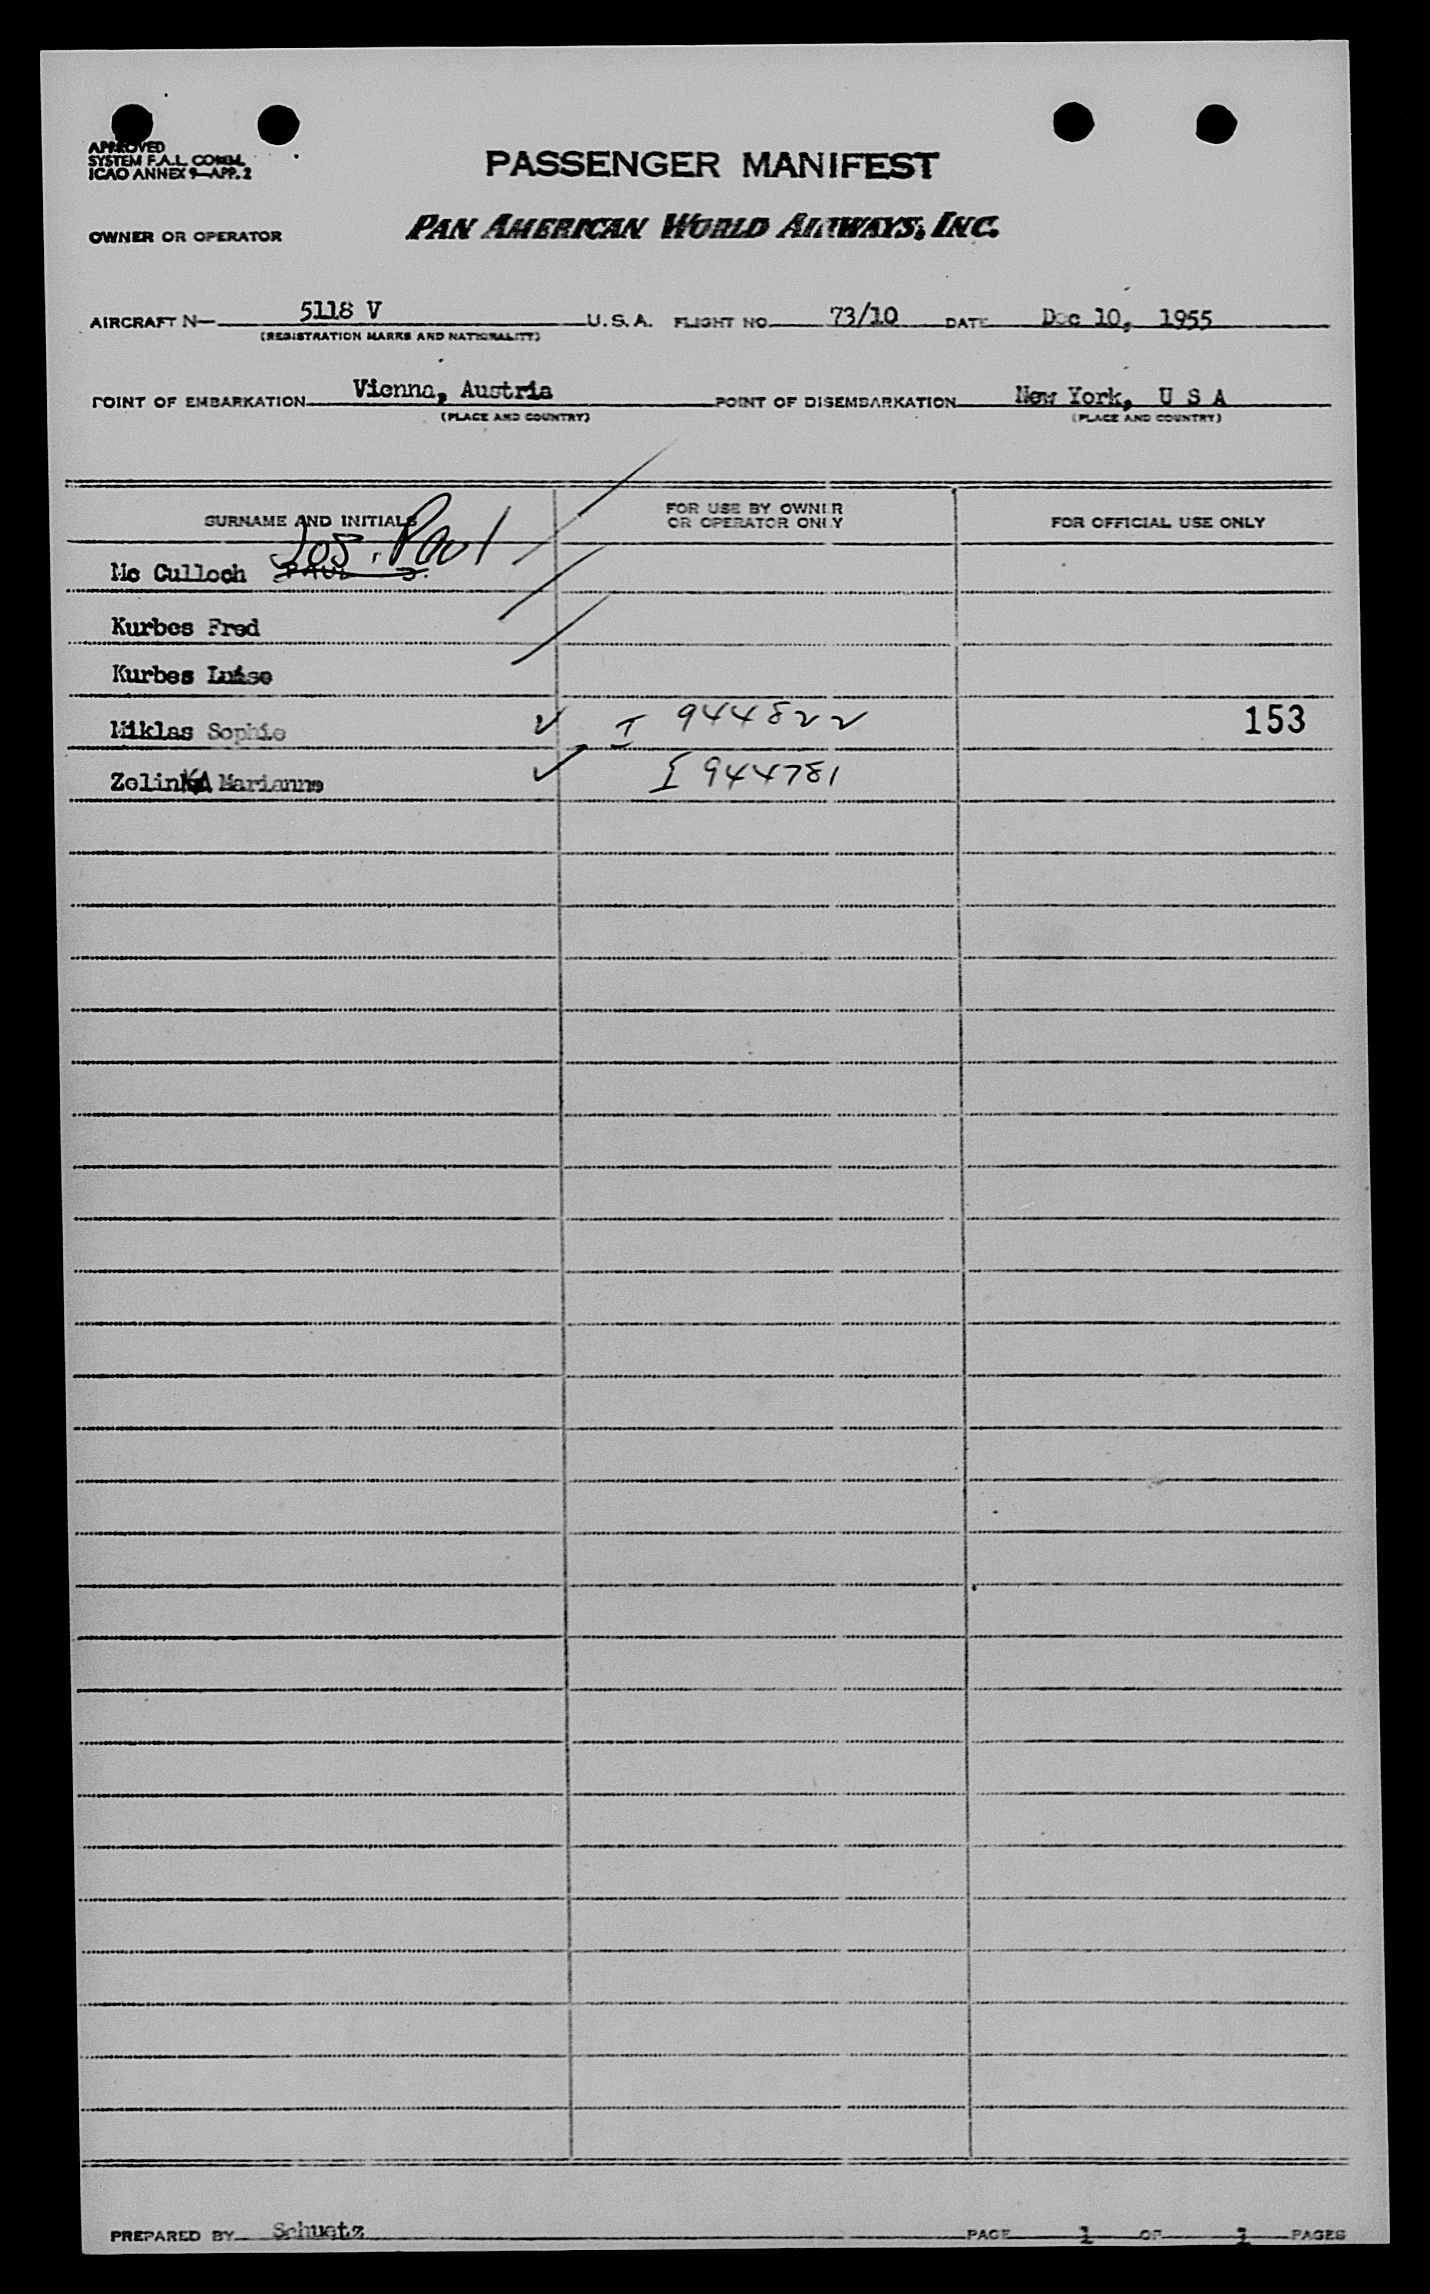 APPROVED
SYSTEM F.A.L. COMM.
ICAO ANNEX 9—APP. 2
PASSENGER MANIFEST
OWNER OR OPERATOR PAN AMERICAN WORLD AIRWAYS, INC.
AIRCRAFT N— 5118 V U. S. A. FLIGHT NO. 73/10 DATE Dec 10, 1955
(REGISTRATION MARKS AND NATIONALITY)
POINT OF EMBARKATION Vienna, Austria POINT OF DISEMBARKATION New York, U S A
(PLACE AND COUNTRY) (PLACE AND COUNTRY)
SURNAME AND INITIALS FOR USE BY OWNER OR OPERATOR ONLY FOR OFFICIAL USE ONLY
Jos. Paul
Mc Culloch PAUL J.
Kurbes Fred
Kurbes Luise
Miklas Sophie I 944822 153
ZelinKA Marianne I 944781
PREPARED BY Schuetz PAGE 1 OF 1 PAGES